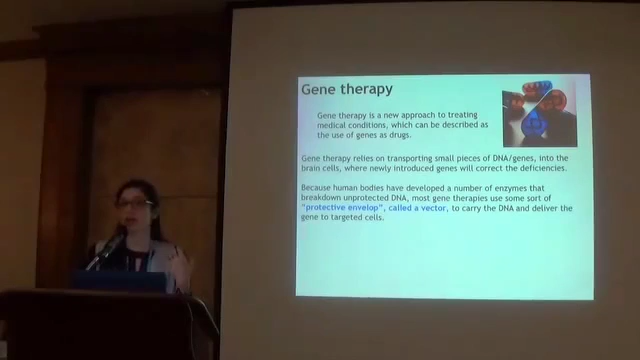 Gene therapy
Gene therapy is a new approach to treating
medical conditions, which can be described as
the use of genes as drugs.
Gene therapy relies on transporting small pieces of DNA/genes, into the
brain cells, where newly introduced genes will correct the deficiencies.
Because human bodies have developed a number of enzymes that
breakdown unprotected DNA, most gene therapies use some sort of
"protective envelop", called a vector, to carry the DNA and deliver the
gene to targeted cells.